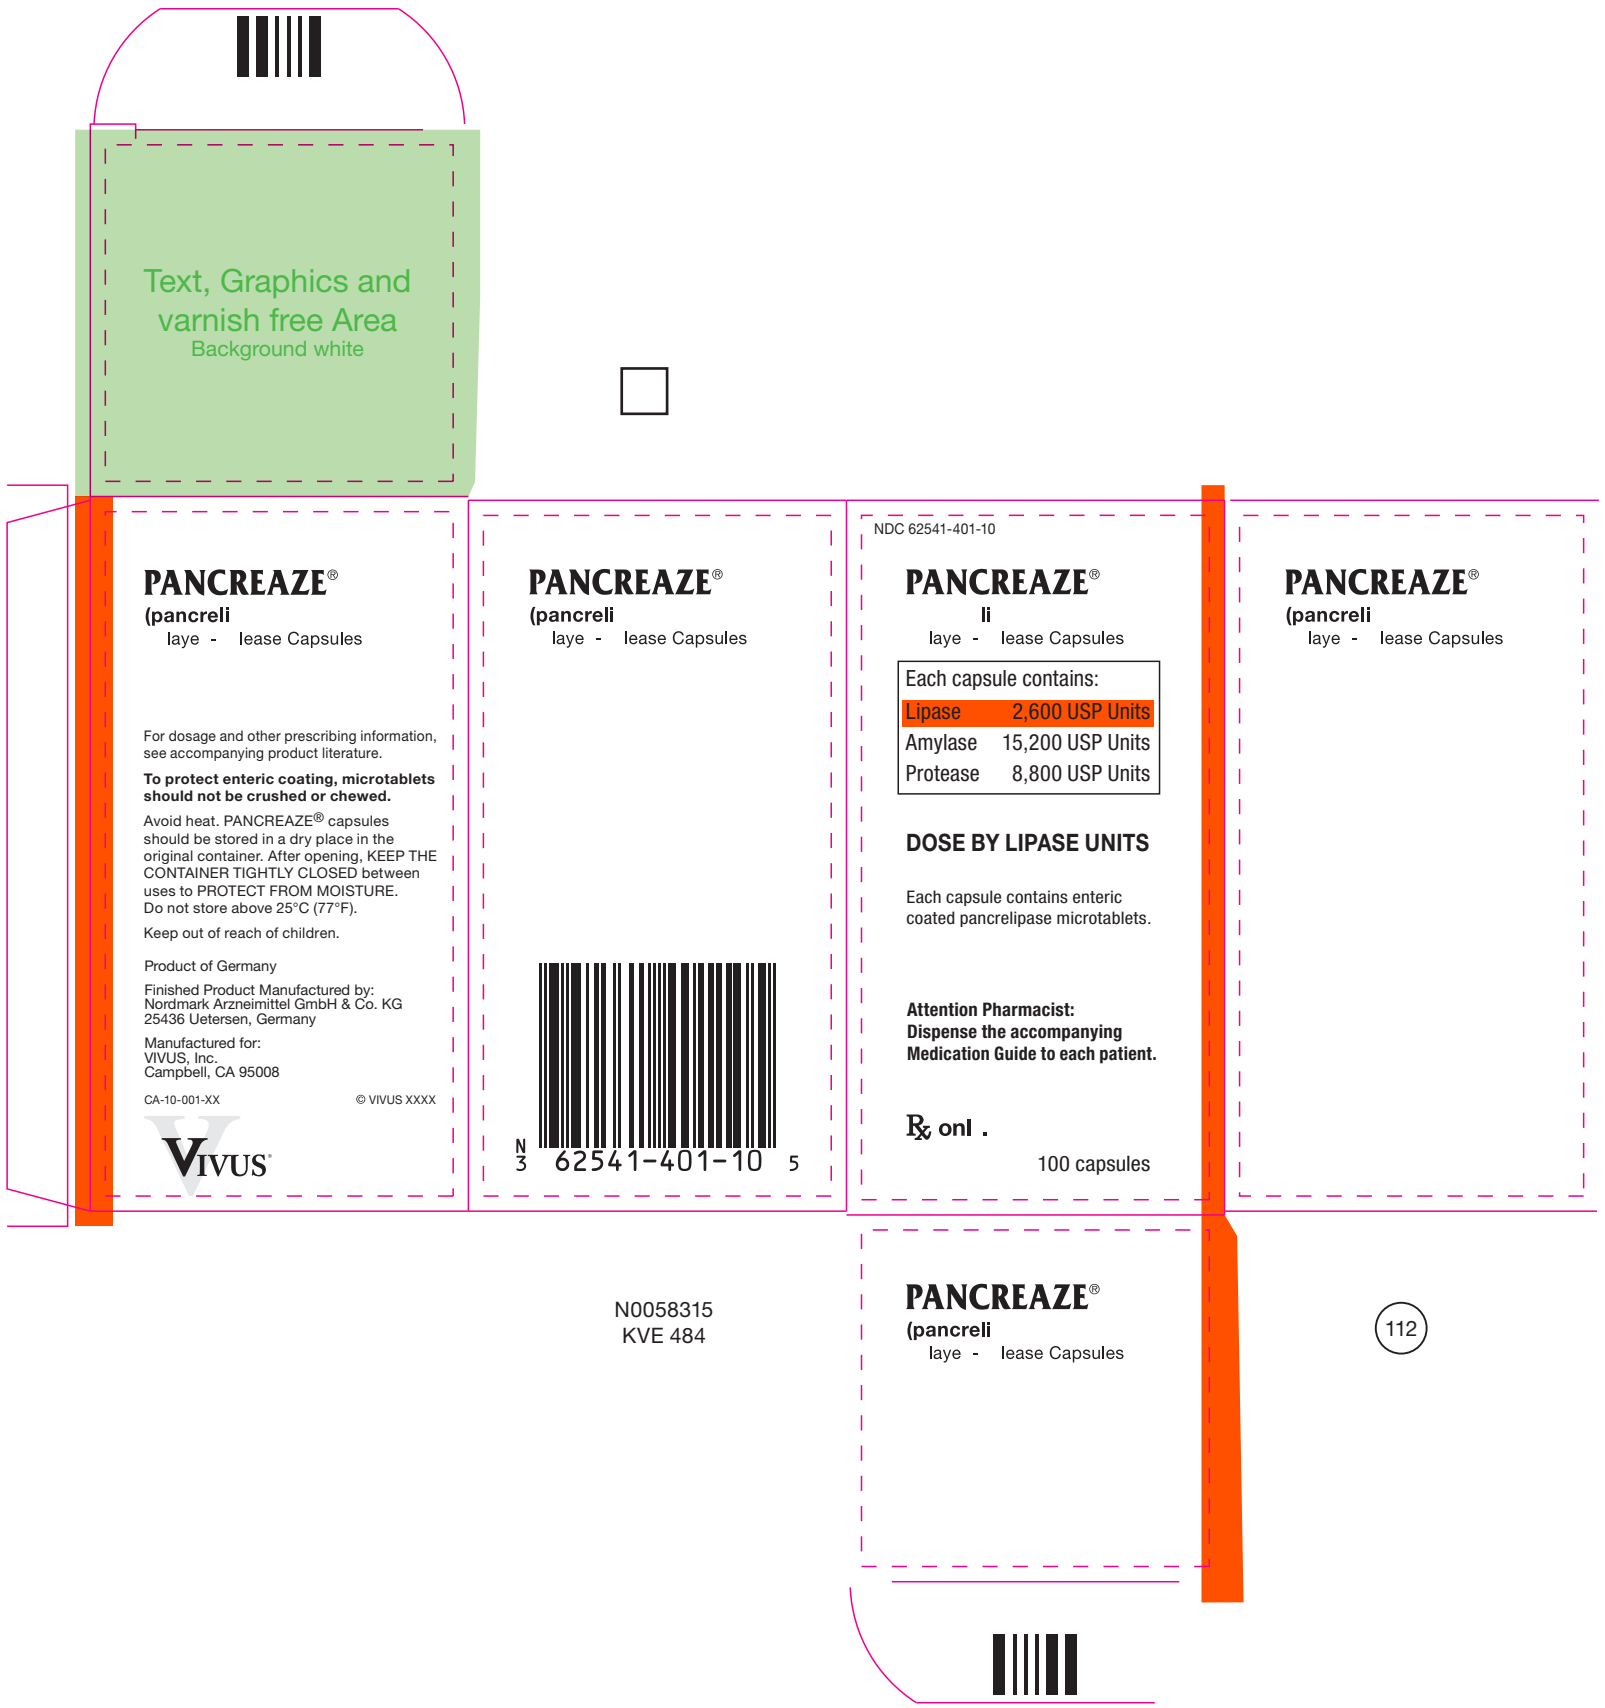 Text, Graphics and
varnish free Area
Background white
PANCREAZE®
(pancreli
laye - lease Capsules
For dosage and other prescribing information,
see accompanying product literature.
To protect enteric coating, microtablets
should not be crushed or chewed.
Avoid heat. PANCREAZE® capsules
should be stored in a dry place in the
original container. After opening, KEEP THE
CONTAINER TIGHTLY CLOSED between
uses to PROTECT FROM MOISTURE.
Do not store above 25°C (77°F).
Keep out of reach of children.
Product of Germany
Finished Product Manufactured by:
Nordmark Arzneimittel GmbH & Co. KG
25436 Uetersen, Germany
Manufactured for:
VIVUS, Inc.
Campbell, CA 95008
CA-10-001-XX © VIVUS XXXX
VIVUS®
PANCREAZE®
(pancreli
laye - lease Capsules
N
3 62541-401-10 5
NDC 62541-401-10
PANCREAZE®
li
laye - lease Capsules
Each capsule contains:
Lipase 2,600 USP Units
Amylase 15,200 USP Units
Protease 8,800 USP Units
DOSE BY LIPASE UNITS
Each capsule contains enteric
coated pancrelipase microtablets.
Attention Pharmacist:
Dispense the accompanying
Medication Guide to each patient.
Rx onl .
100 capsules
PANCREAZE®
(pancreli
laye - lease Capsules
N0058315
KVE 484
PANCREAZE®
(pancreli
laye - lease Capsules
112